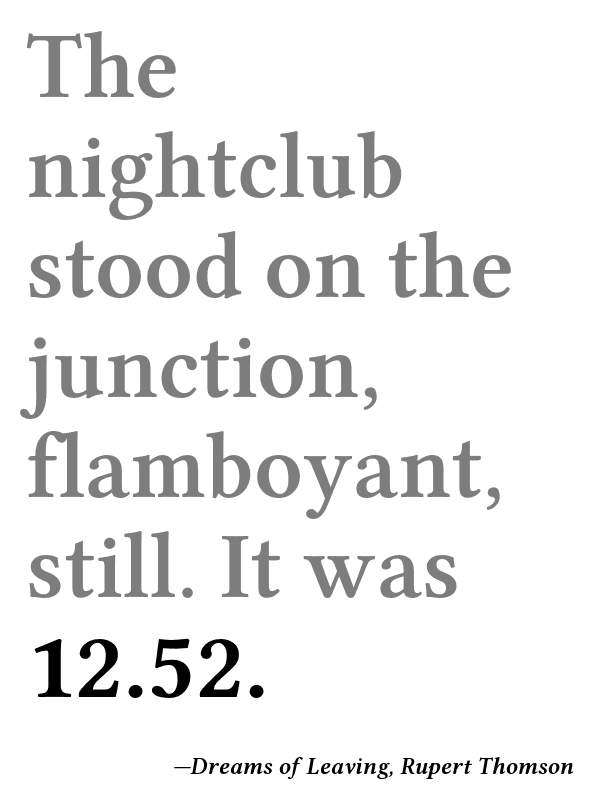 The
nightclub
stood on the
junction,
flamboyant,
still. It was
12.52.
—Dreams of Leaving, Rupert Thomson